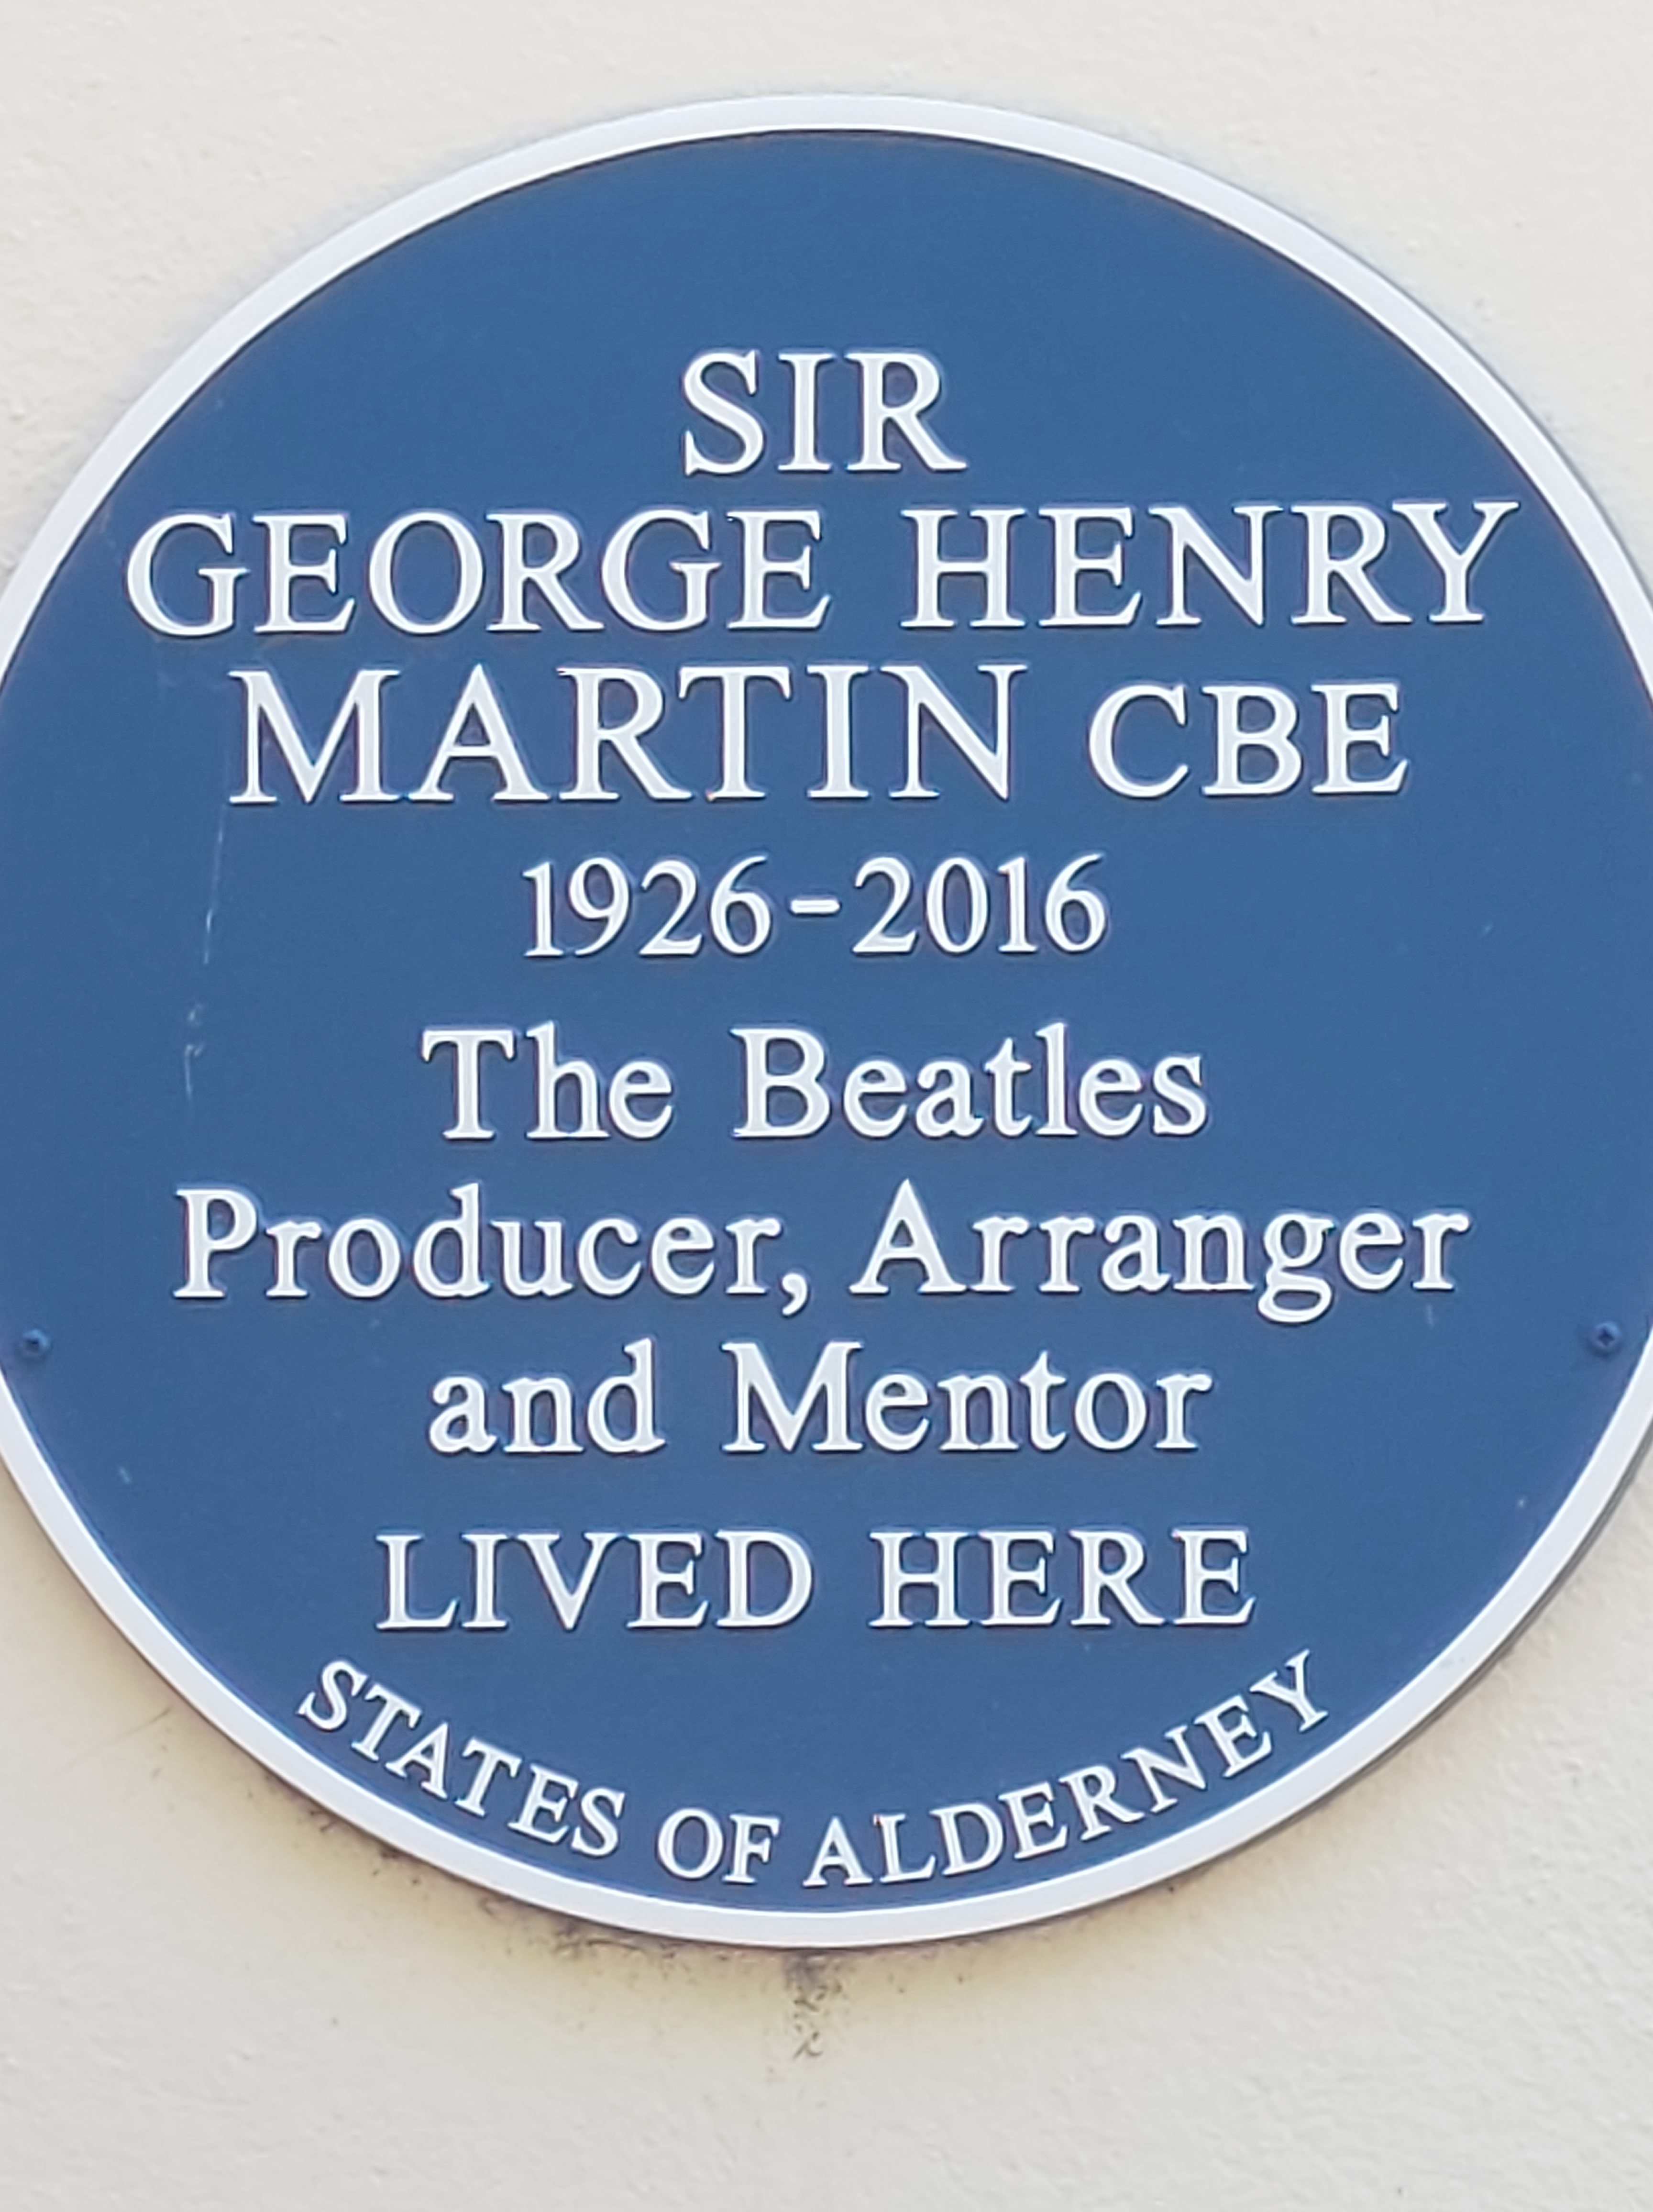 SIR
GEORGE HENRY
MARTIN CBE
1926-2016
The Beatles
Producer, Arranger
and Mentor
LIVED HERE
STATES OF ALDERNEY